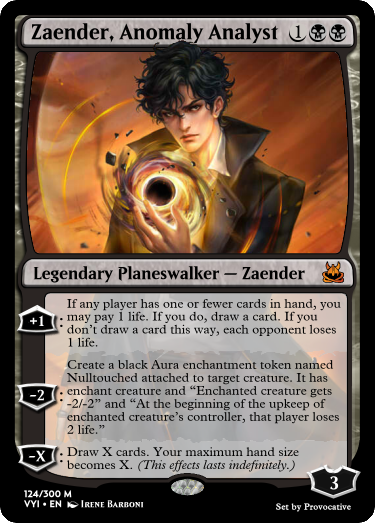 Zaender, Anomaly Analyst 1
Legendary Planeswalker — Zaender
+1: If any player has one or fewer cards in hand, you
may pay 1 life. If you do, draw a card. If you
don't draw a card this way, each opponent loses
1 life.
-2: Create a black Aura enchantment token named
Nulltouched attached to target creature. It has
enchant creature and “Enchanted creature gets
-2/-2” and “At the beginning of the upkeep of
enchanted creature's controller, that player loses
2 life.”
-X: Draw X cards. Your maximum hand size
becomes X. (This effects lasts indefinitely.)
3
124/300 M
VYI • EN Irene Barboni
Set by Provocative